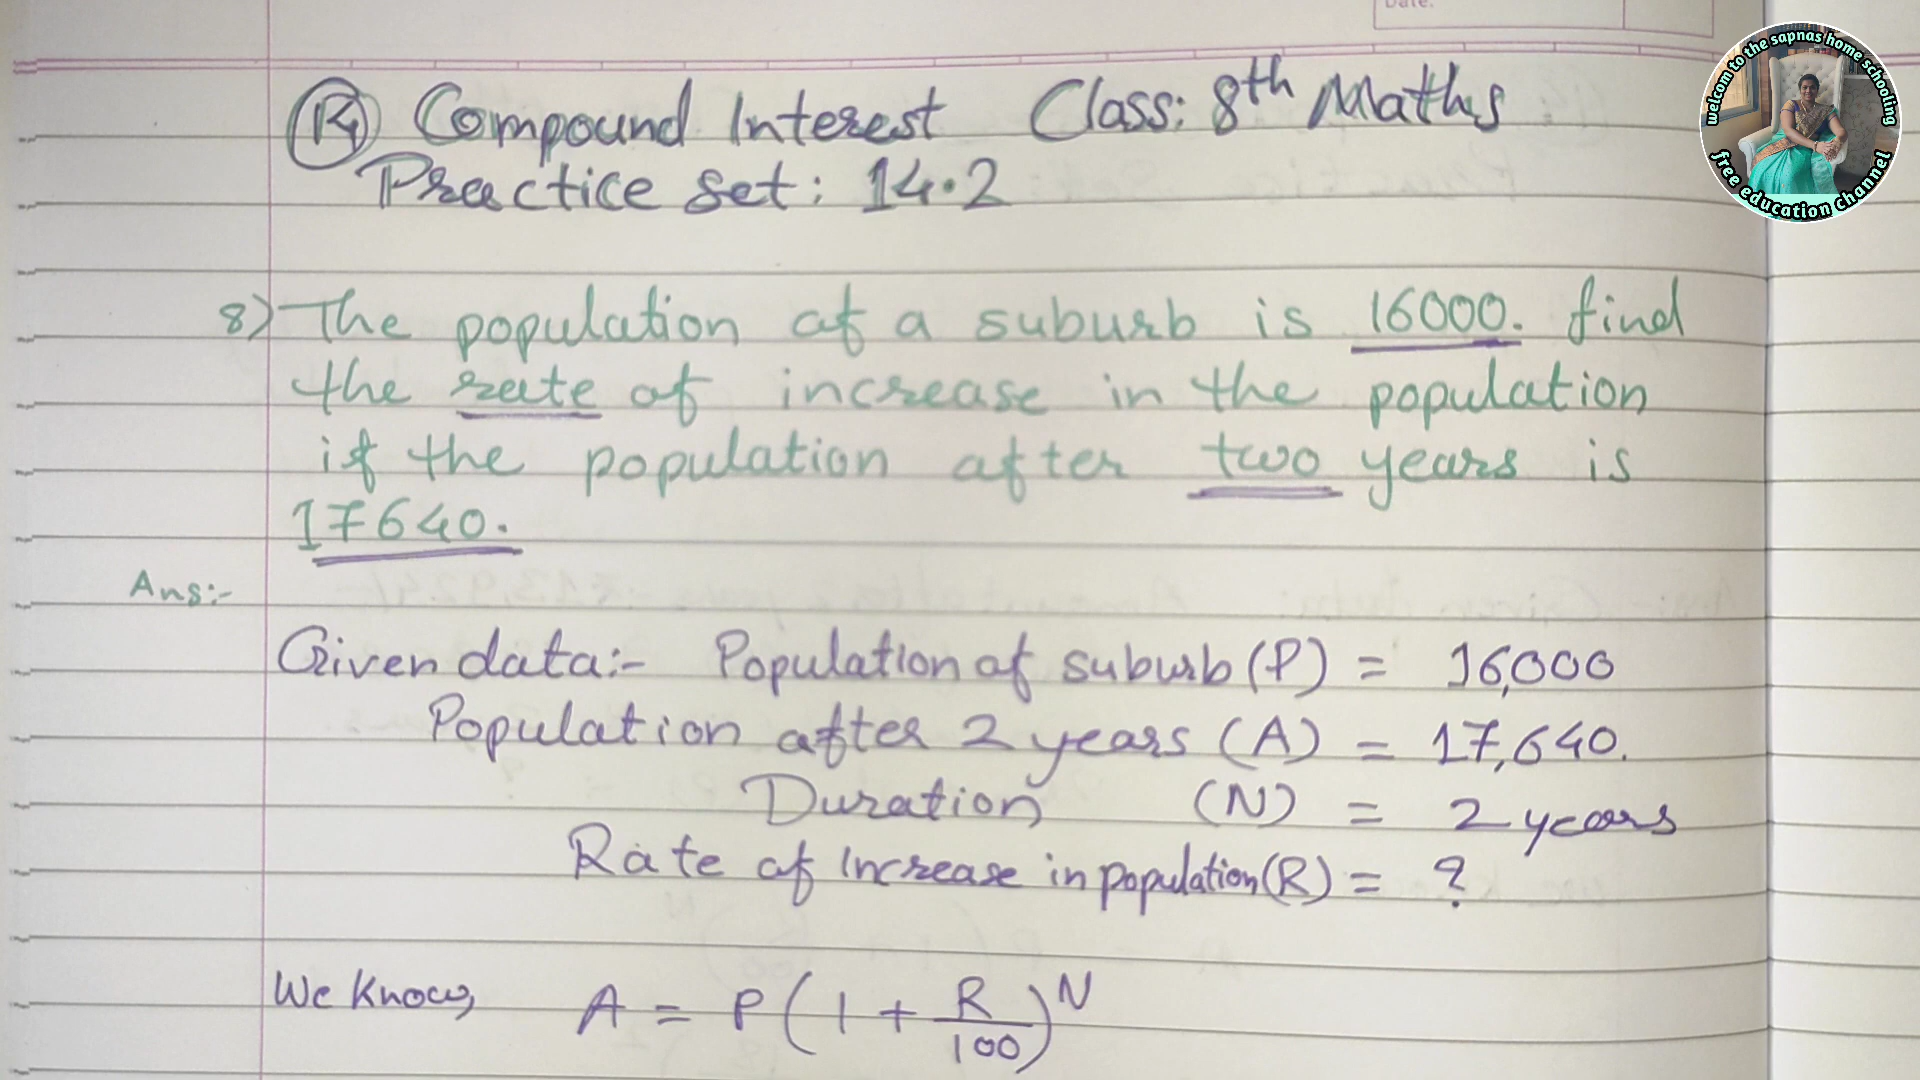 Date:
welcom to the sapnas home schooling
free education channel
14 Compound Interest Class: 8th Maths
Practice set: 14.2
8) The population of a suburb is 16000. find
the rate of increase in the population
if the population after two years is
17640.
Ans:-
Given data:- Population of suburb (P) = 16,000
Population after 2 years (A) = 17,640.
Duration (N) = 2 years
Rate of Increase in population (R) = ?
We Know, A = P(1 + R/100)^N